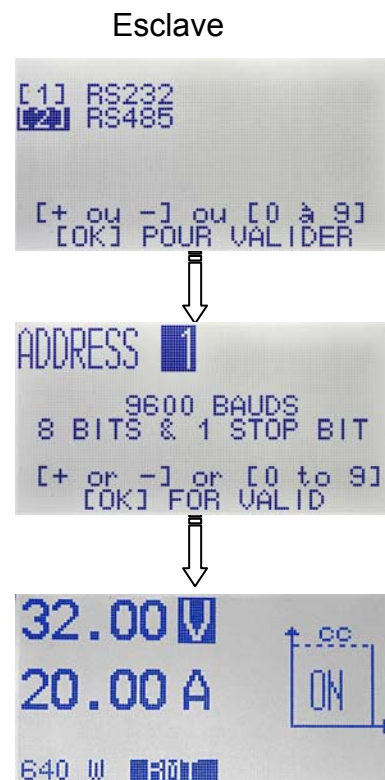 Esclave
[1] RS232
[2] RS485
[+ ou -] ou [0 à 9]
[OK] POUR VALIDER
ADDRESS 1
9600 BAUDS
8 BITS & 1 STOP BIT
[+ or -] or [0 to 9]
[OK] FOR VALID
32.00 V
CC
20.00 A
ON
640 W